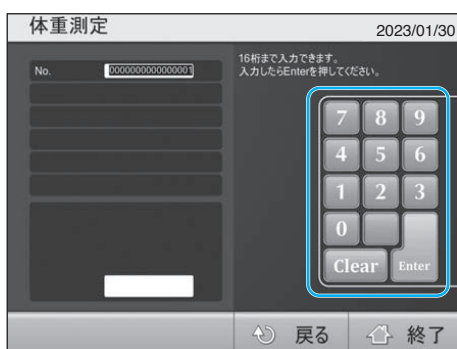 体重測定
2023/01/30
No. 0000000000000001
16桁まで入力できます。
入力したらEnterを押してください。
7 8 9
4 5 6
1 2 3
0
Clear Enter
戻る 終了